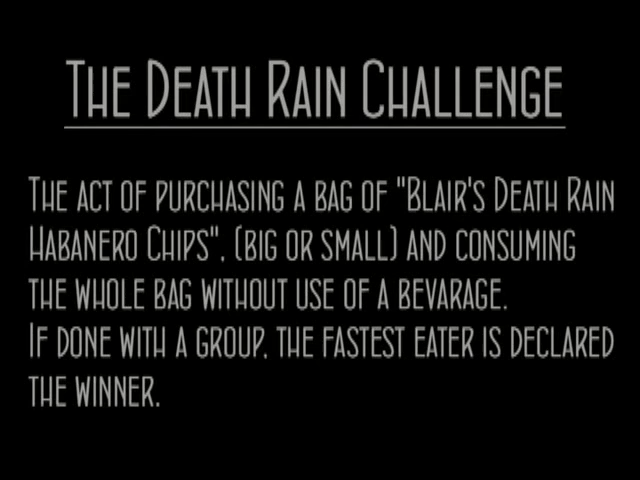 The Death Rain Challenge
The act of purchasing a bag of "Blair's Death Rain
Habanero Chips", (big or small) and consuming
the whole bag without use of a bevarage.
If done with a group, the fastest eater is declared
the winner.